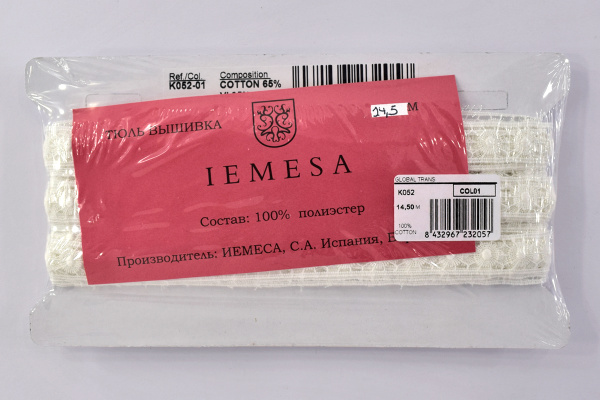 Ref./Col. Composition
K052-01 COTTON 65%
ТЮЛЬ ВЫШИВКА 14,5 М
IEMESA
Состав: 100% полиэстер
Производитель: ИЕМЕСА, С.А. Испания,
GLOBAL TRANS
K052 COL01
14,50 M
100%
COTTON
8 432967 232057